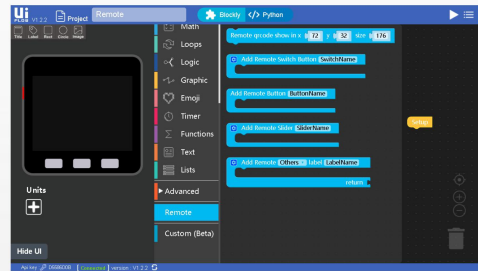 Ui
FLOW V1.2.2 Project Remote Blockly </> Python
Title Label Rect Circle Image
Math
Loops
Logic
Graphic
Emoji
Timer
Functions
Text
Lists
Advanced
Remote
Custom (Beta)
Remote qrcode show in x 72 y 32 size 176
Add Remote Switch Button SwitchName
Add Remote Button ButtonName
Add Remote Slider SliderName
Add Remote Others label LabelName
return
Setup
Units
Hide UI
Api key D5B8600B [Connected] version : V1.2.2